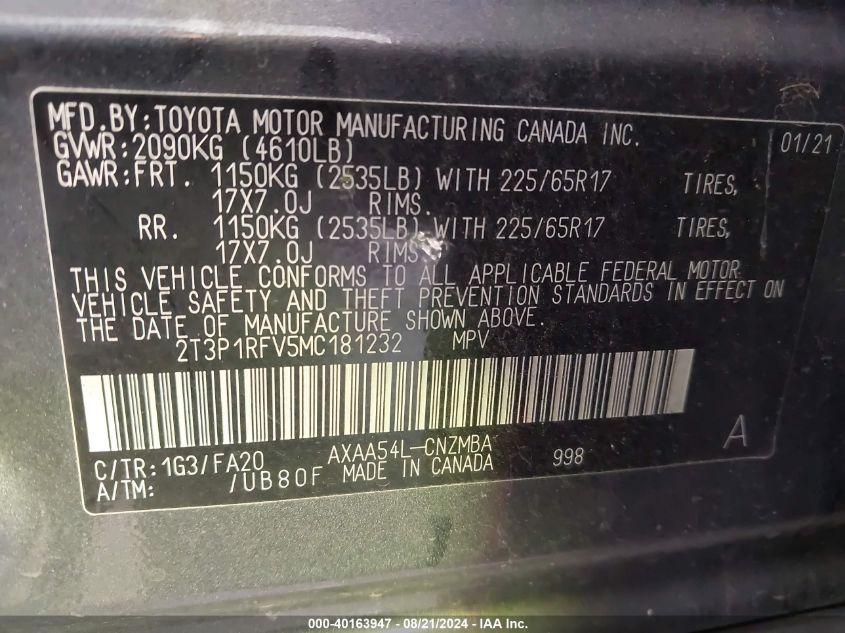 MFD.BY:TOYOTA MOTOR MANUFACTURING CANADA INC. 01/21
GVWR:2090KG (4610LB)
GAWR:FRT. 1150KG (2535LB) WITH 225/65R17 TIRES,
17X7.0J RIMS.
RR. 1150KG (2535LB) WITH 225/65R17 TIRES,
17X7.0J RIMS
THIS VEHICLE CONFORMS TO ALL APPLICABLE FEDERAL MOTOR
VEHICLE SAFETY AND THEFT PREVENTION STANDARDS IN EFFECT ON
THE DATE OF MANUFACTURE SHOWN ABOVE.
2T3P1RFV5MC181232 MPV
C/TR:1G3/FA20 AXAA54L-CNZMBA 998 A
A/TM: /UB80F MADE IN CANADA
000-40163947 - 08/21/2024 - IAAI Inc.